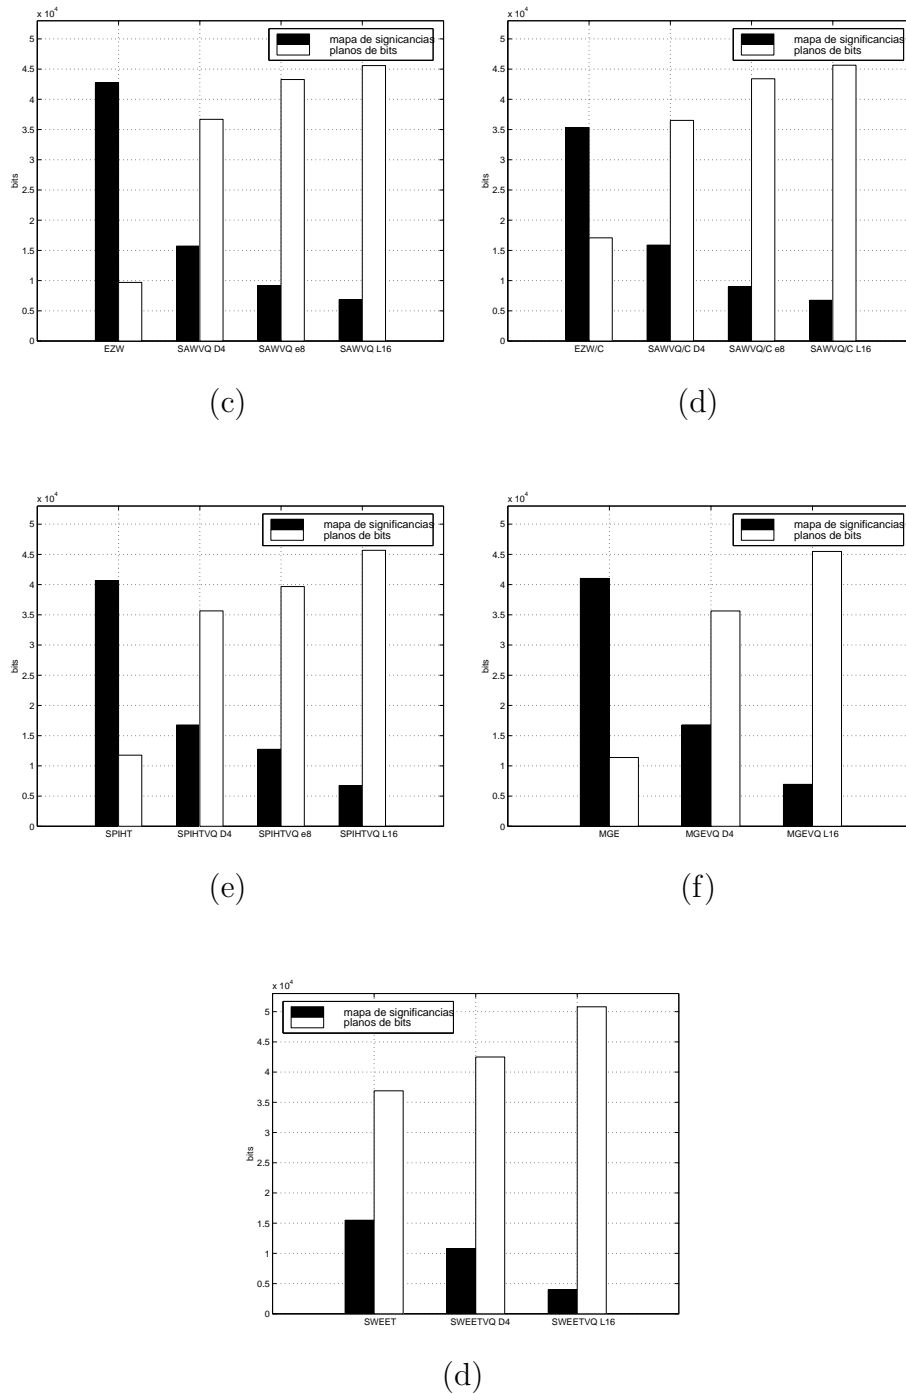 x 10^4
mapa de significancias
planos de bits
5
4.5
4
3.5
3
2.5
2
1.5
1
0.5
0
bits
EZW SAWVQ D4 SAWVQ e8 SAWVQ L16
(c)
x 10^4
mapa de significancias
planos de bits
5
4.5
4
3.5
3
2.5
2
1.5
1
0.5
0
bits
EZW/C SAWVQ/C D4 SAWVQ/C e8 SAWVQ/C L16
(d)
x 10^4
mapa de significancias
planos de bits
5
4.5
4
3.5
3
2.5
2
1.5
1
0.5
0
bits
SPIHT SPIHTVQ D4 SPIHTVQ e8 SPIHTVQ L16
(e)
x 10^4
mapa de significancias
planos de bits
5
4.5
4
3.5
3
2.5
2
1.5
1
0.5
0
bits
MGE MGEVQ D4 MGEVQ L16
(f)
x 10^4
mapa de significancias
planos de bits
5
4.5
4
3.5
3
2.5
2
1.5
1
0.5
0
bits
SWEET SWEETVQ D4 SWEETVQ L16
(d)